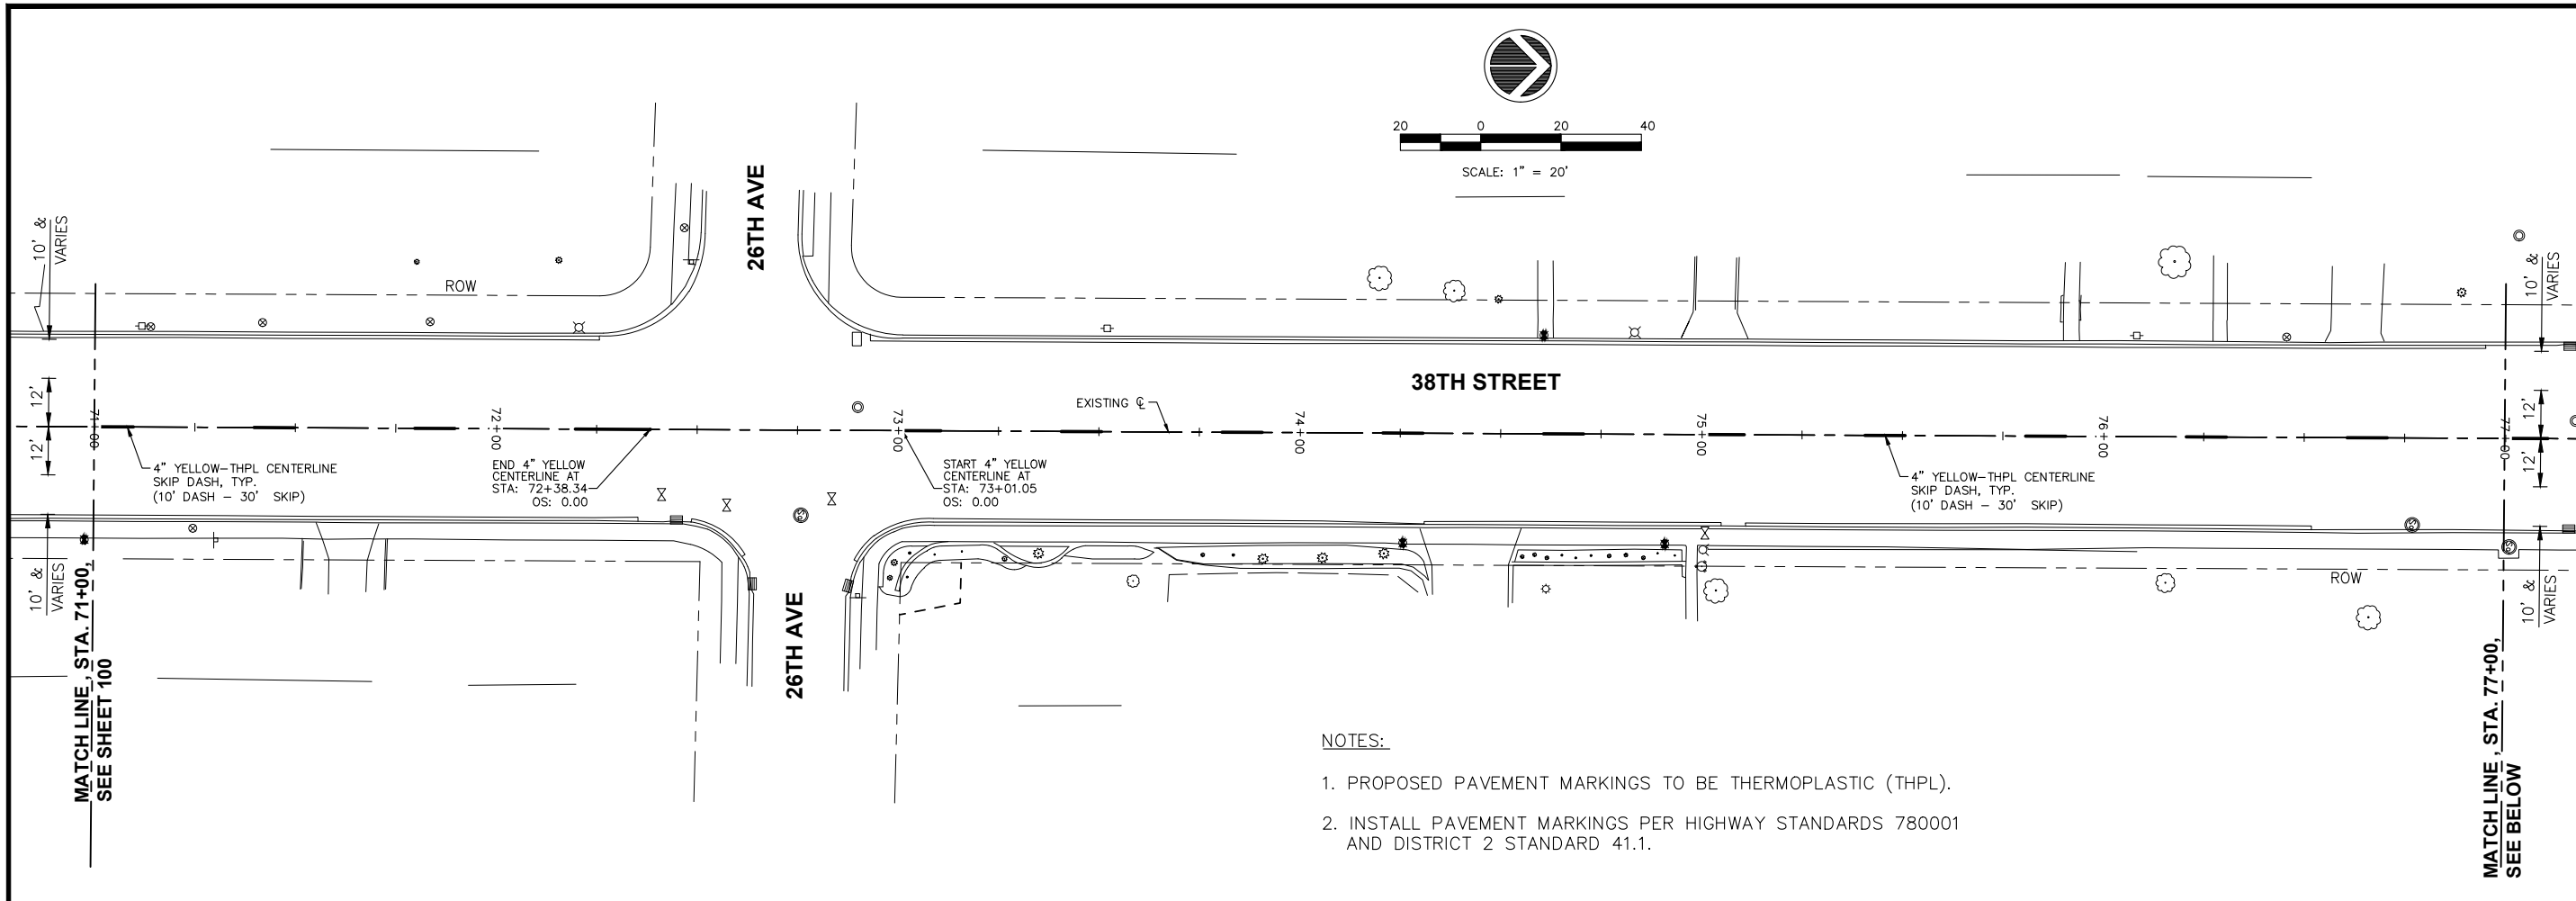 20 0 20 40
SCALE: 1" = 20'
10' &
VARIES
26TH AVE
ROW
10' &
VARIES
38TH STREET
12'
12'
71+00
72+00
73+00
EXISTING ℄
74+00
75+00
76+00
77+00
12'
12'
4" YELLOW-THPL CENTERLINE
SKIP DASH, TYP.
(10' DASH - 30' SKIP)
END 4" YELLOW
CENTERLINE AT
STA: 72+38.34
OS: 0.00
START 4" YELLOW
CENTERLINE AT
STA: 73+01.05
OS: 0.00
4" YELLOW-THPL CENTERLINE
SKIP DASH, TYP.
(10' DASH - 30' SKIP)
10' &
VARIES
ROW
10' &
VARIES
26TH AVE
MATCH LINE, STA. 71+00,
SEE SHEET 100
MATCH LINE, STA. 77+00,
SEE BELOW
NOTES:
1. PROPOSED PAVEMENT MARKINGS TO BE THERMOPLASTIC (THPL).
2. INSTALL PAVEMENT MARKINGS PER HIGHWAY STANDARDS 780001
AND DISTRICT 2 STANDARD 41.1.